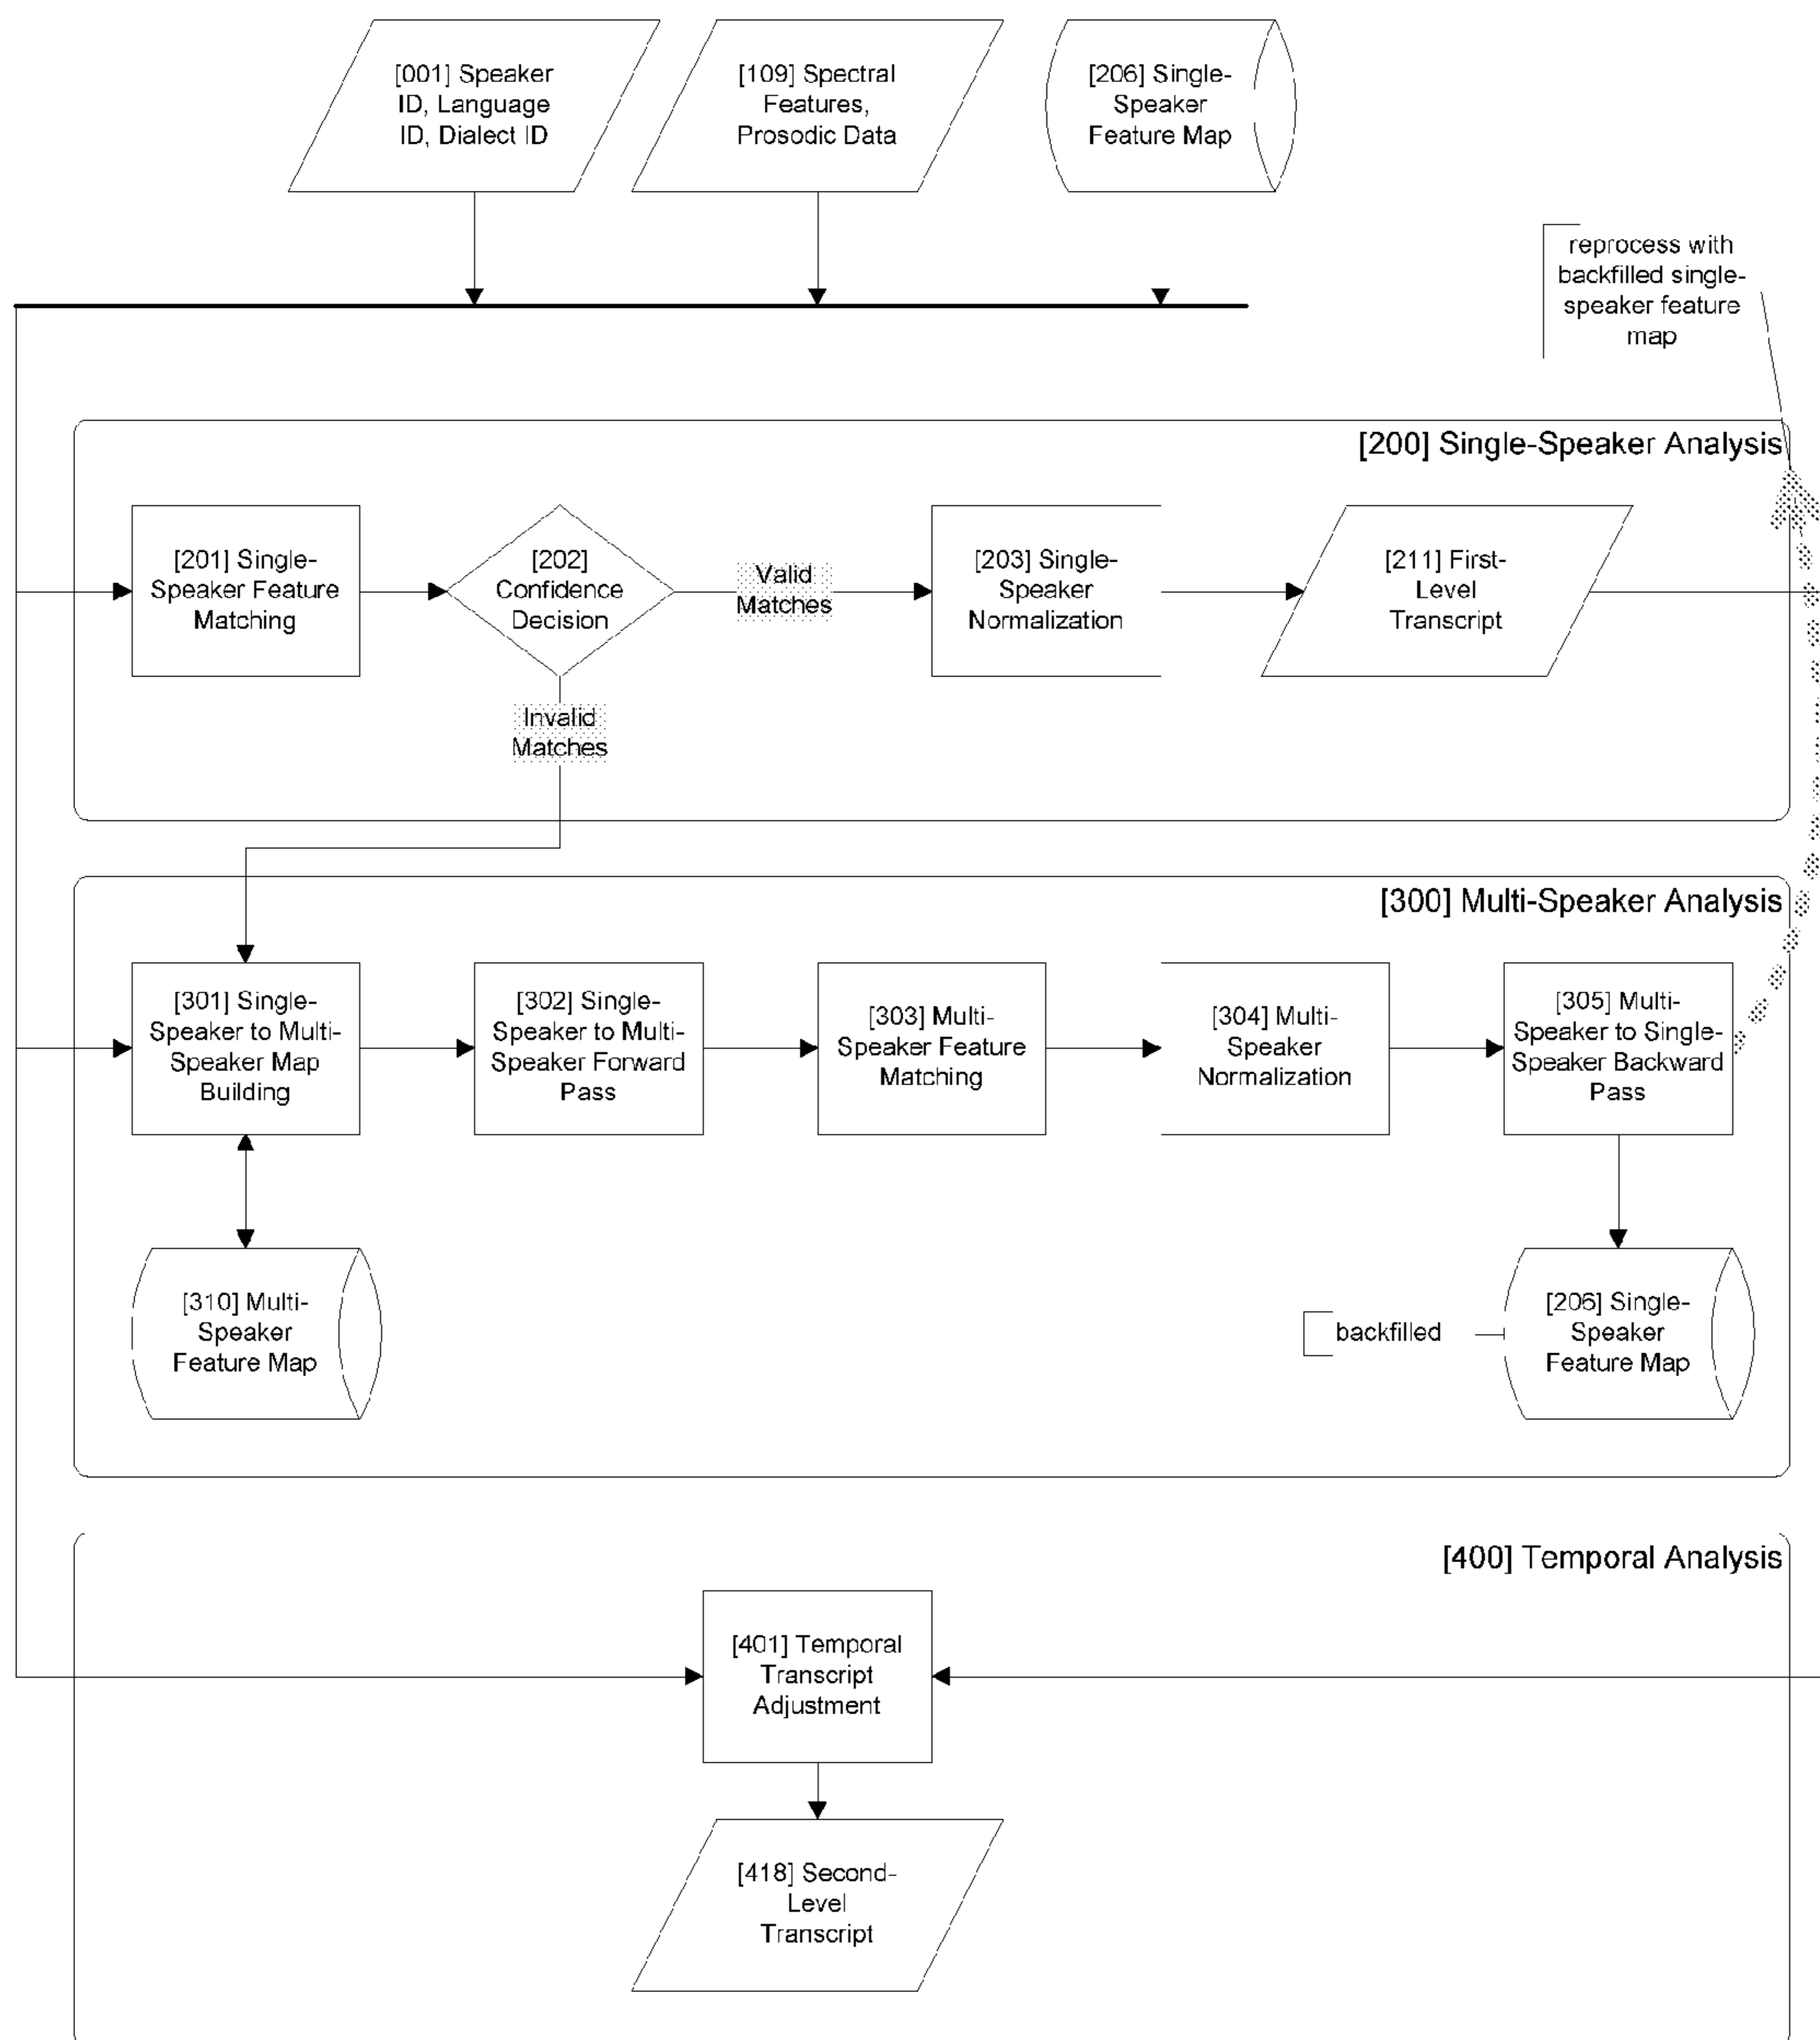 [001] Speaker
ID, Language
ID, Dialect ID
[109] Spectral
Features,
Prosodic Data
[206] Single-
Speaker
Feature Map
reprocess with
backfilled single-
speaker feature
map
[200] Single-Speaker Analysis
[201] Single-
Speaker Feature
Matching
[202]
Confidence
Decision
Valid
Matches
[203] Single-
Speaker
Normalization
[211] First-
Level
Transcript
Invalid
Matches
[300] Multi-Speaker Analysis
[301] Single-
Speaker to Multi-
Speaker Map
Building
[302] Single-
Speaker to Multi-
Speaker Forward
Pass
[303] Multi-
Speaker Feature
Matching
[304] Multi-
Speaker
Normalization
[305] Multi-
Speaker to Single-
Speaker Backward
Pass
[310] Multi-
Speaker
Feature Map
backfilled
[206] Single-
Speaker
Feature Map
[400] Temporal Analysis
[401] Temporal
Transcript
Adjustment
[418] Second-
Level
Transcript